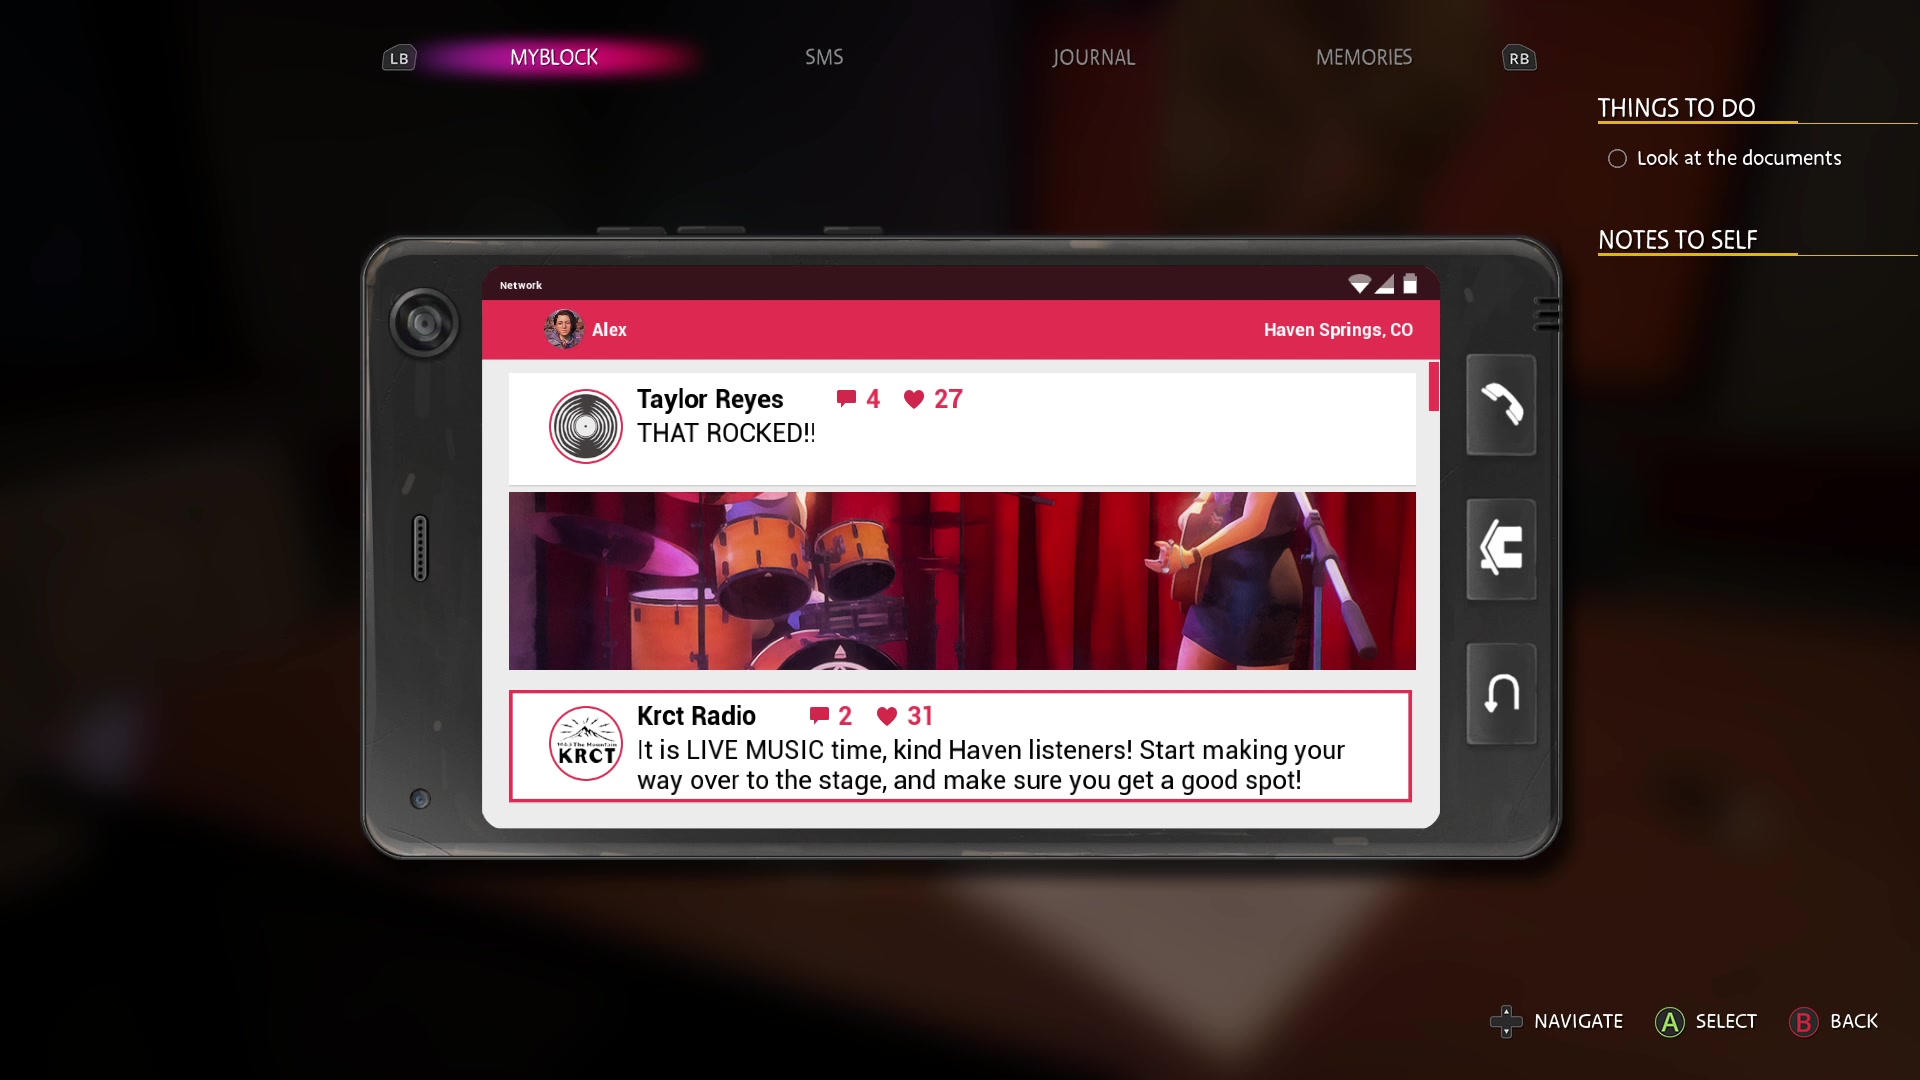 LB MYBLOCK SMS JOURNAL MEMORIES RB
THINGS TO DO
Look at the documents
NOTES TO SELF
Network
Alex Haven Springs, CO
Taylor Reyes 4 27
THAT ROCKED!!
Krct Radio 2 31
It is LIVE MUSIC time, kind Haven listeners! Start making your
way over to the stage, and make sure you get a good spot!
The Mountain
KRCT
NAVIGATE A SELECT B BACK